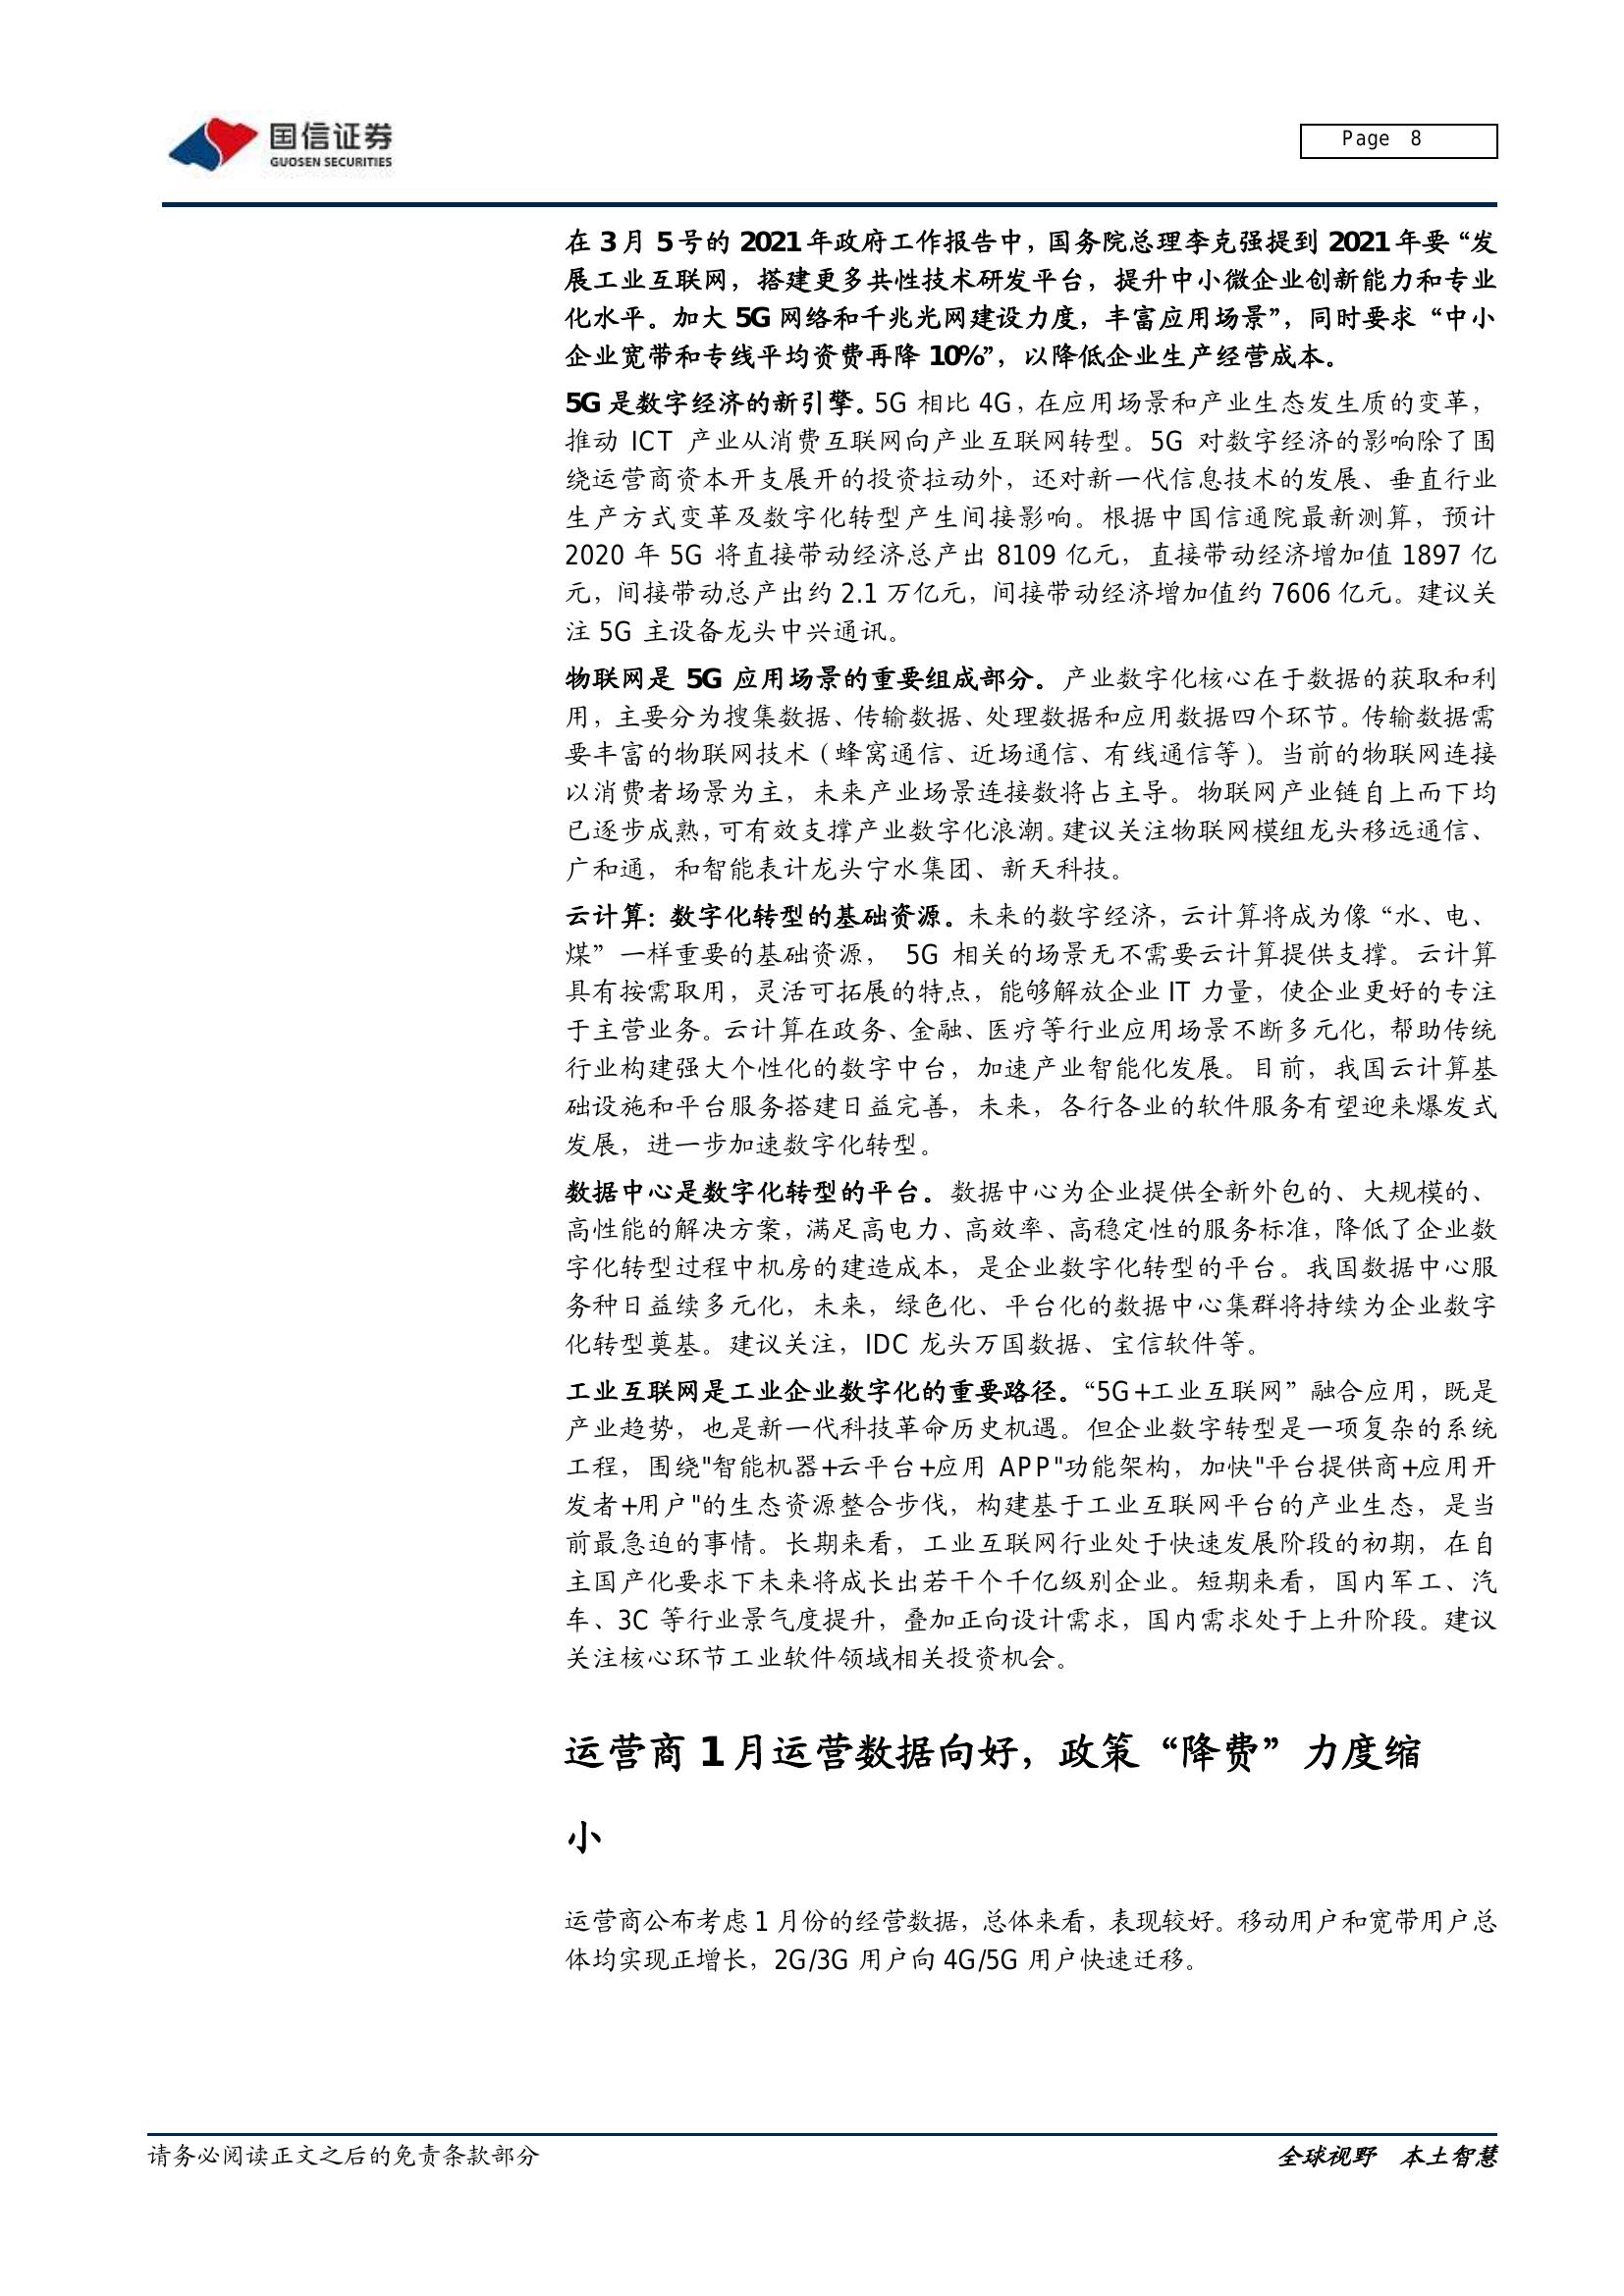 国信证券
GUOSEN SECURITIES
Page 8
在 3 月 5 号的 2021 年政府工作报告中，国务院总理李克强提到 2021 年要“发
展工业互联网，搭建更多共性技术研发平台，提升中小微企业创新能力和专业
化水平。加大 5G 网络和千兆光网建设力度，丰富应用场景”，同时要求“中小
企业宽带和专线平均资费再降 10%”，以降低企业生产经营成本。
5G 是数字经济的新引擎。5G 相比 4G，在应用场景和产业生态发生质的变革，
推动 ICT 产业从消费互联网向产业互联网转型。5G 对数字经济的影响除了围
绕运营商资本开支展开的投资拉动外，还对新一代信息技术的发展、垂直行业
生产方式变革及数字化转型产生间接影响。根据中国信通院最新测算，预计
2020 年 5G 将直接带动经济总产出 8109 亿元，直接带动经济增加值 1897 亿
元，间接带动总产出约 2.1 万亿元，间接带动经济增加值约 7606 亿元。建议关
注 5G 主设备龙头中兴通讯。
物联网是 5G 应用场景的重要组成部分。产业数字化核心在于数据的获取和利
用，主要分为搜集数据、传输数据、处理数据和应用数据四个环节。传输数据需
要丰富的物联网技术（蜂窝通信、近场通信、有线通信等）。当前的物联网连接
以消费者场景为主，未来产业场景连接数将占主导。物联网产业链自上而下均
已逐步成熟，可有效支撑产业数字化浪潮。建议关注物联网模组龙头移远通信、
广和通，和智能表计龙头宁水集团、新天科技。
云计算：数字化转型的基础资源。未来的数字经济，云计算将成为像“水、电、
煤”一样重要的基础资源， 5G 相关的场景无不需要云计算提供支撑。云计算
具有按需取用，灵活可拓展的特点，能够解放企业 IT 力量，使企业更好的专注
于主营业务。云计算在政务、金融、医疗等行业应用场景不断多元化，帮助传统
行业构建强大个性化的数字中台，加速产业智能化发展。目前，我国云计算基
础设施和平台服务搭建日益完善，未来，各行各业的软件服务有望迎来爆发式
发展，进一步加速数字化转型。
数据中心是数字化转型的平台。数据中心为企业提供全新外包的、大规模的、
高性能的解决方案，满足高电力、高效率、高稳定性的服务标准，降低了企业数
字化转型过程中机房的建造成本，是企业数字化转型的平台。我国数据中心服
务种日益续多元化，未来，绿色化、平台化的数据中心集群将持续为企业数字
化转型奠基。建议关注，IDC 龙头万国数据、宝信软件等。
工业互联网是工业企业数字化的重要路径。“5G+工业互联网”融合应用，既是
产业趋势，也是新一代科技革命历史机遇。但企业数字转型是一项复杂的系统
工程，围绕"智能机器+云平台+应用 APP"功能架构，加快"平台提供商+应用开
发者+用户"的生态资源整合步伐，构建基于工业互联网平台的产业生态，是当
前最急迫的事情。长期来看，工业互联网行业处于快速发展阶段的初期，在自
主国产化要求下未来将成长出若干个千亿级别企业。短期来看，国内军工、汽
车、3C 等行业景气度提升，叠加正向设计需求，国内需求处于上升阶段。建议
关注核心环节工业软件领域相关投资机会。
运营商 1 月运营数据向好，政策“降费”力度缩
小
运营商公布考虑 1 月份的经营数据，总体来看，表现较好。移动用户和宽带用户总
体均实现正增长，2G/3G 用户向 4G/5G 用户快速迁移。
请务必阅读正文之后的免责条款部分
全球视野 本土智慧